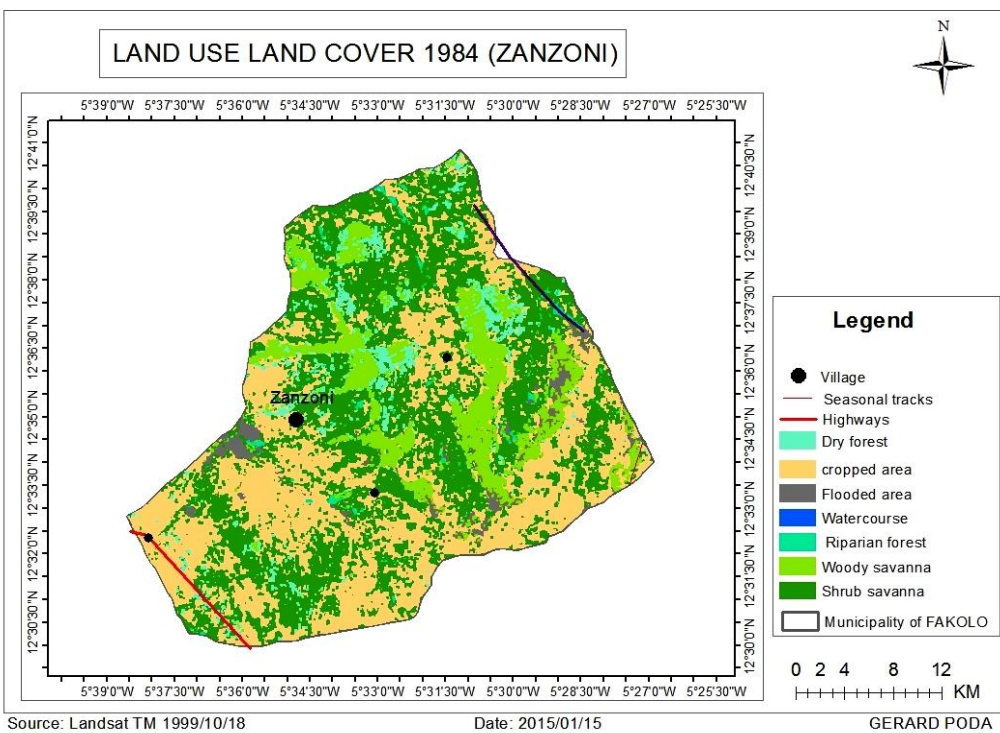 N
LAND USE LAND COVER 1984 (ZANZONI)
5°39'0"W 5°37'30"W 5°36'0"W 5°34'30"W 5°33'0"W 5°31'30"W 5°30'0"W 5°28'30"W 5°27'0"W 5°25'30"W
12°41'0"N
12°39'30"N
12°38'0"N
12°36'30"N
12°35'0"N
12°33'30"N
12°32'0"N
12°30'30"N
12°40'30"N
12°39'0"N
12°37'30"N
12°36'0"N
12°34'30"N
12°33'0"N
12°31'30"N
12°30'0"N
Zanzoni
5°39'0"W 5°37'30"W 5°36'0"W 5°34'30"W 5°33'0"W 5°31'30"W 5°30'0"W 5°28'30"W 5°27'0"W 5°25'30"W
Legend
Village
Seasonal tracks
Highways
Dry forest
cropped area
Flooded area
Watercourse
Riparian forest
Woody savanna
Shrub savanna
Municipality of FAKOLO
0 2 4 8 12
KM
Source: Landsat TM 1999/10/18 Date: 2015/01/15 GERARD PODA